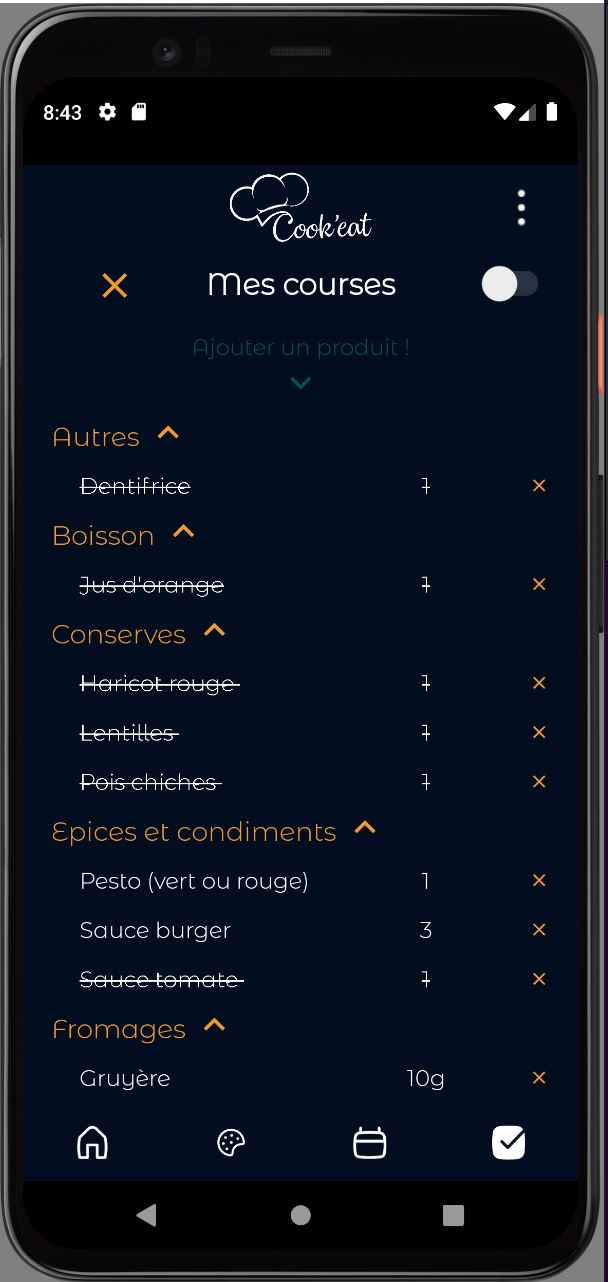 8:43
Cook'eat
Mes courses
Ajouter un produit !
Autres
Dentifrice 1
Boisson
Jus d'orange 1
Conserves
Haricot rouge 1
Lentilles 1
Pois chiches 1
Epices et condiments
Pesto (vert ou rouge) 1
Sauce burger 3
Sauce tomate 1
Fromages
Gruyère 10g